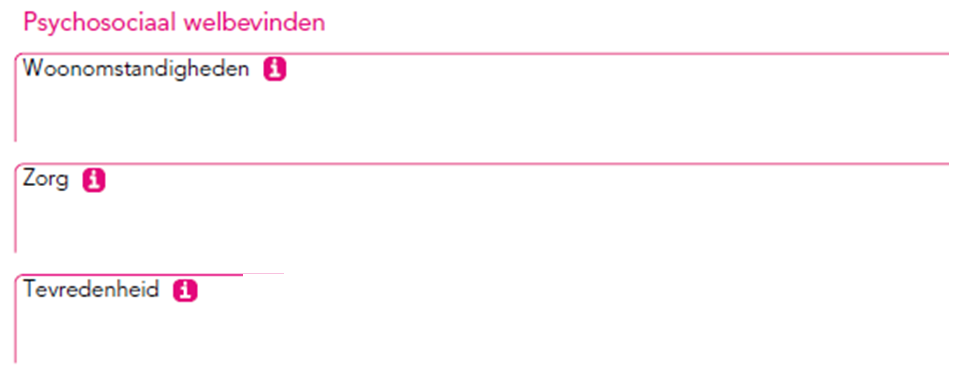 Psychosociaal welbevinden
Woonomstandigheden i
Zorg i
Tevredenheid i